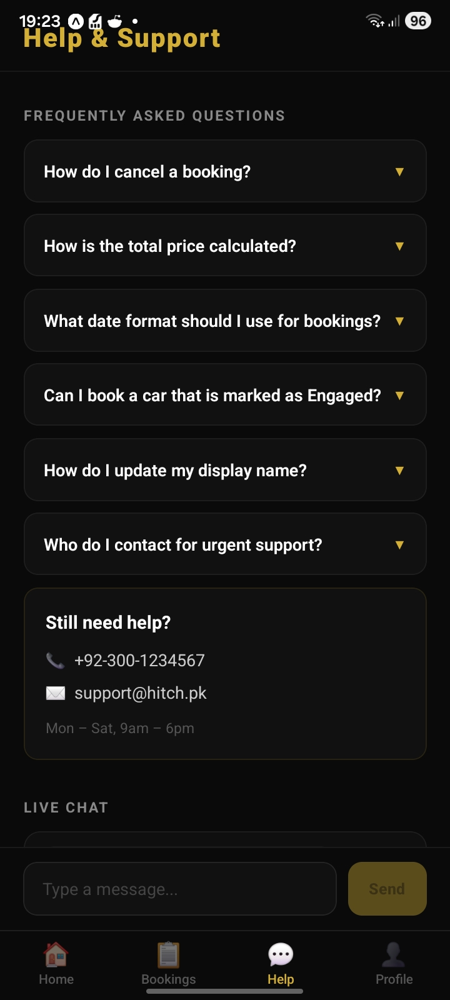 19:23
96
Help & Support
FREQUENTLY ASKED QUESTIONS
How do I cancel a booking?
How is the total price calculated?
What date format should I use for bookings?
Can I book a car that is marked as Engaged?
How do I update my display name?
Who do I contact for urgent support?
Still need help?
+92-300-1234567
support@hitch.pk
Mon – Sat, 9am – 6pm
LIVE CHAT
Type a message...
Send
Home
Bookings
Help
Profile